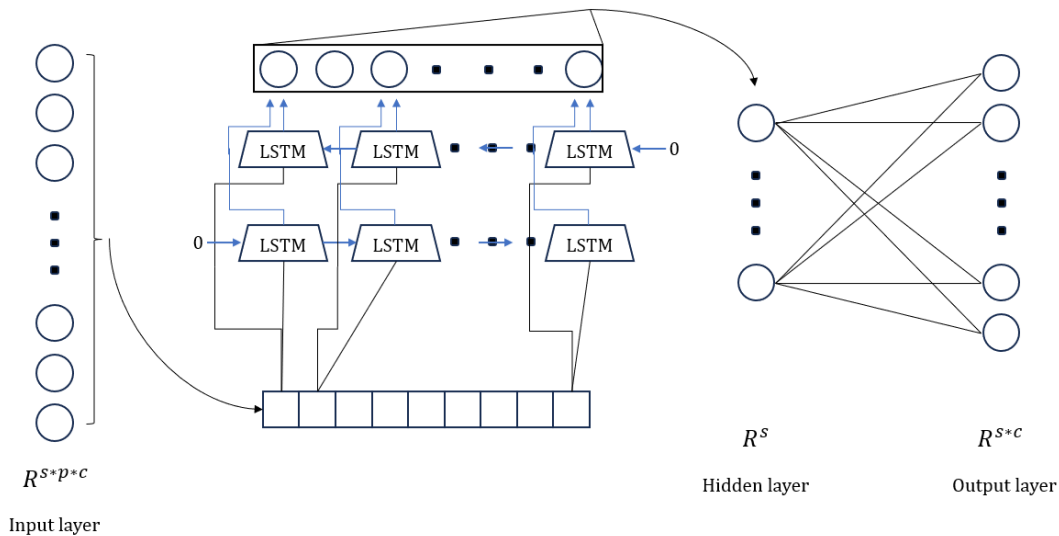 LSTM LSTM LSTM 0
0 LSTM LSTM LSTM
R^{s*p*c}
Input layer
R^s
Hidden layer
R^{s*c}
Output layer